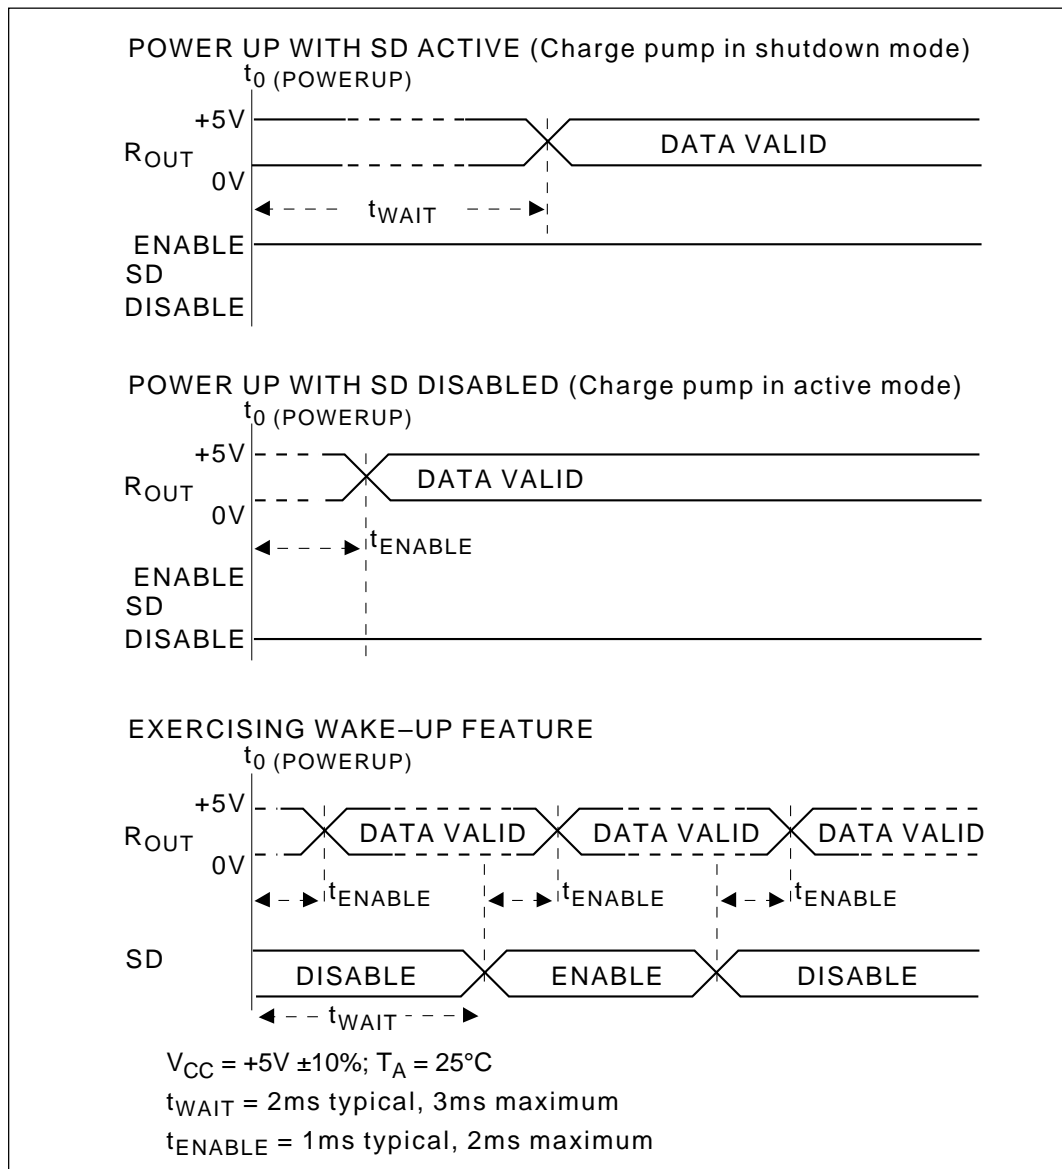 POWER UP WITH SD ACTIVE (Charge pump in shutdown mode)
t0 (POWERUP)
+5V
ROUT
DATA VALID
0V
tWAIT
ENABLE
SD
DISABLE
POWER UP WITH SD DISABLED (Charge pump in active mode)
t0 (POWERUP)
+5V
ROUT
DATA VALID
0V
tENABLE
ENABLE
SD
DISABLE
EXERCISING WAKE–UP FEATURE
t0 (POWERUP)
+5V
ROUT
DATA VALID DATA VALID DATA VALID
0V
tENABLE tENABLE tENABLE
SD
DISABLE ENABLE DISABLE
tWAIT
VCC = +5V ±10%; TA = 25°C
tWAIT = 2ms typical, 3ms maximum
tENABLE = 1ms typical, 2ms maximum